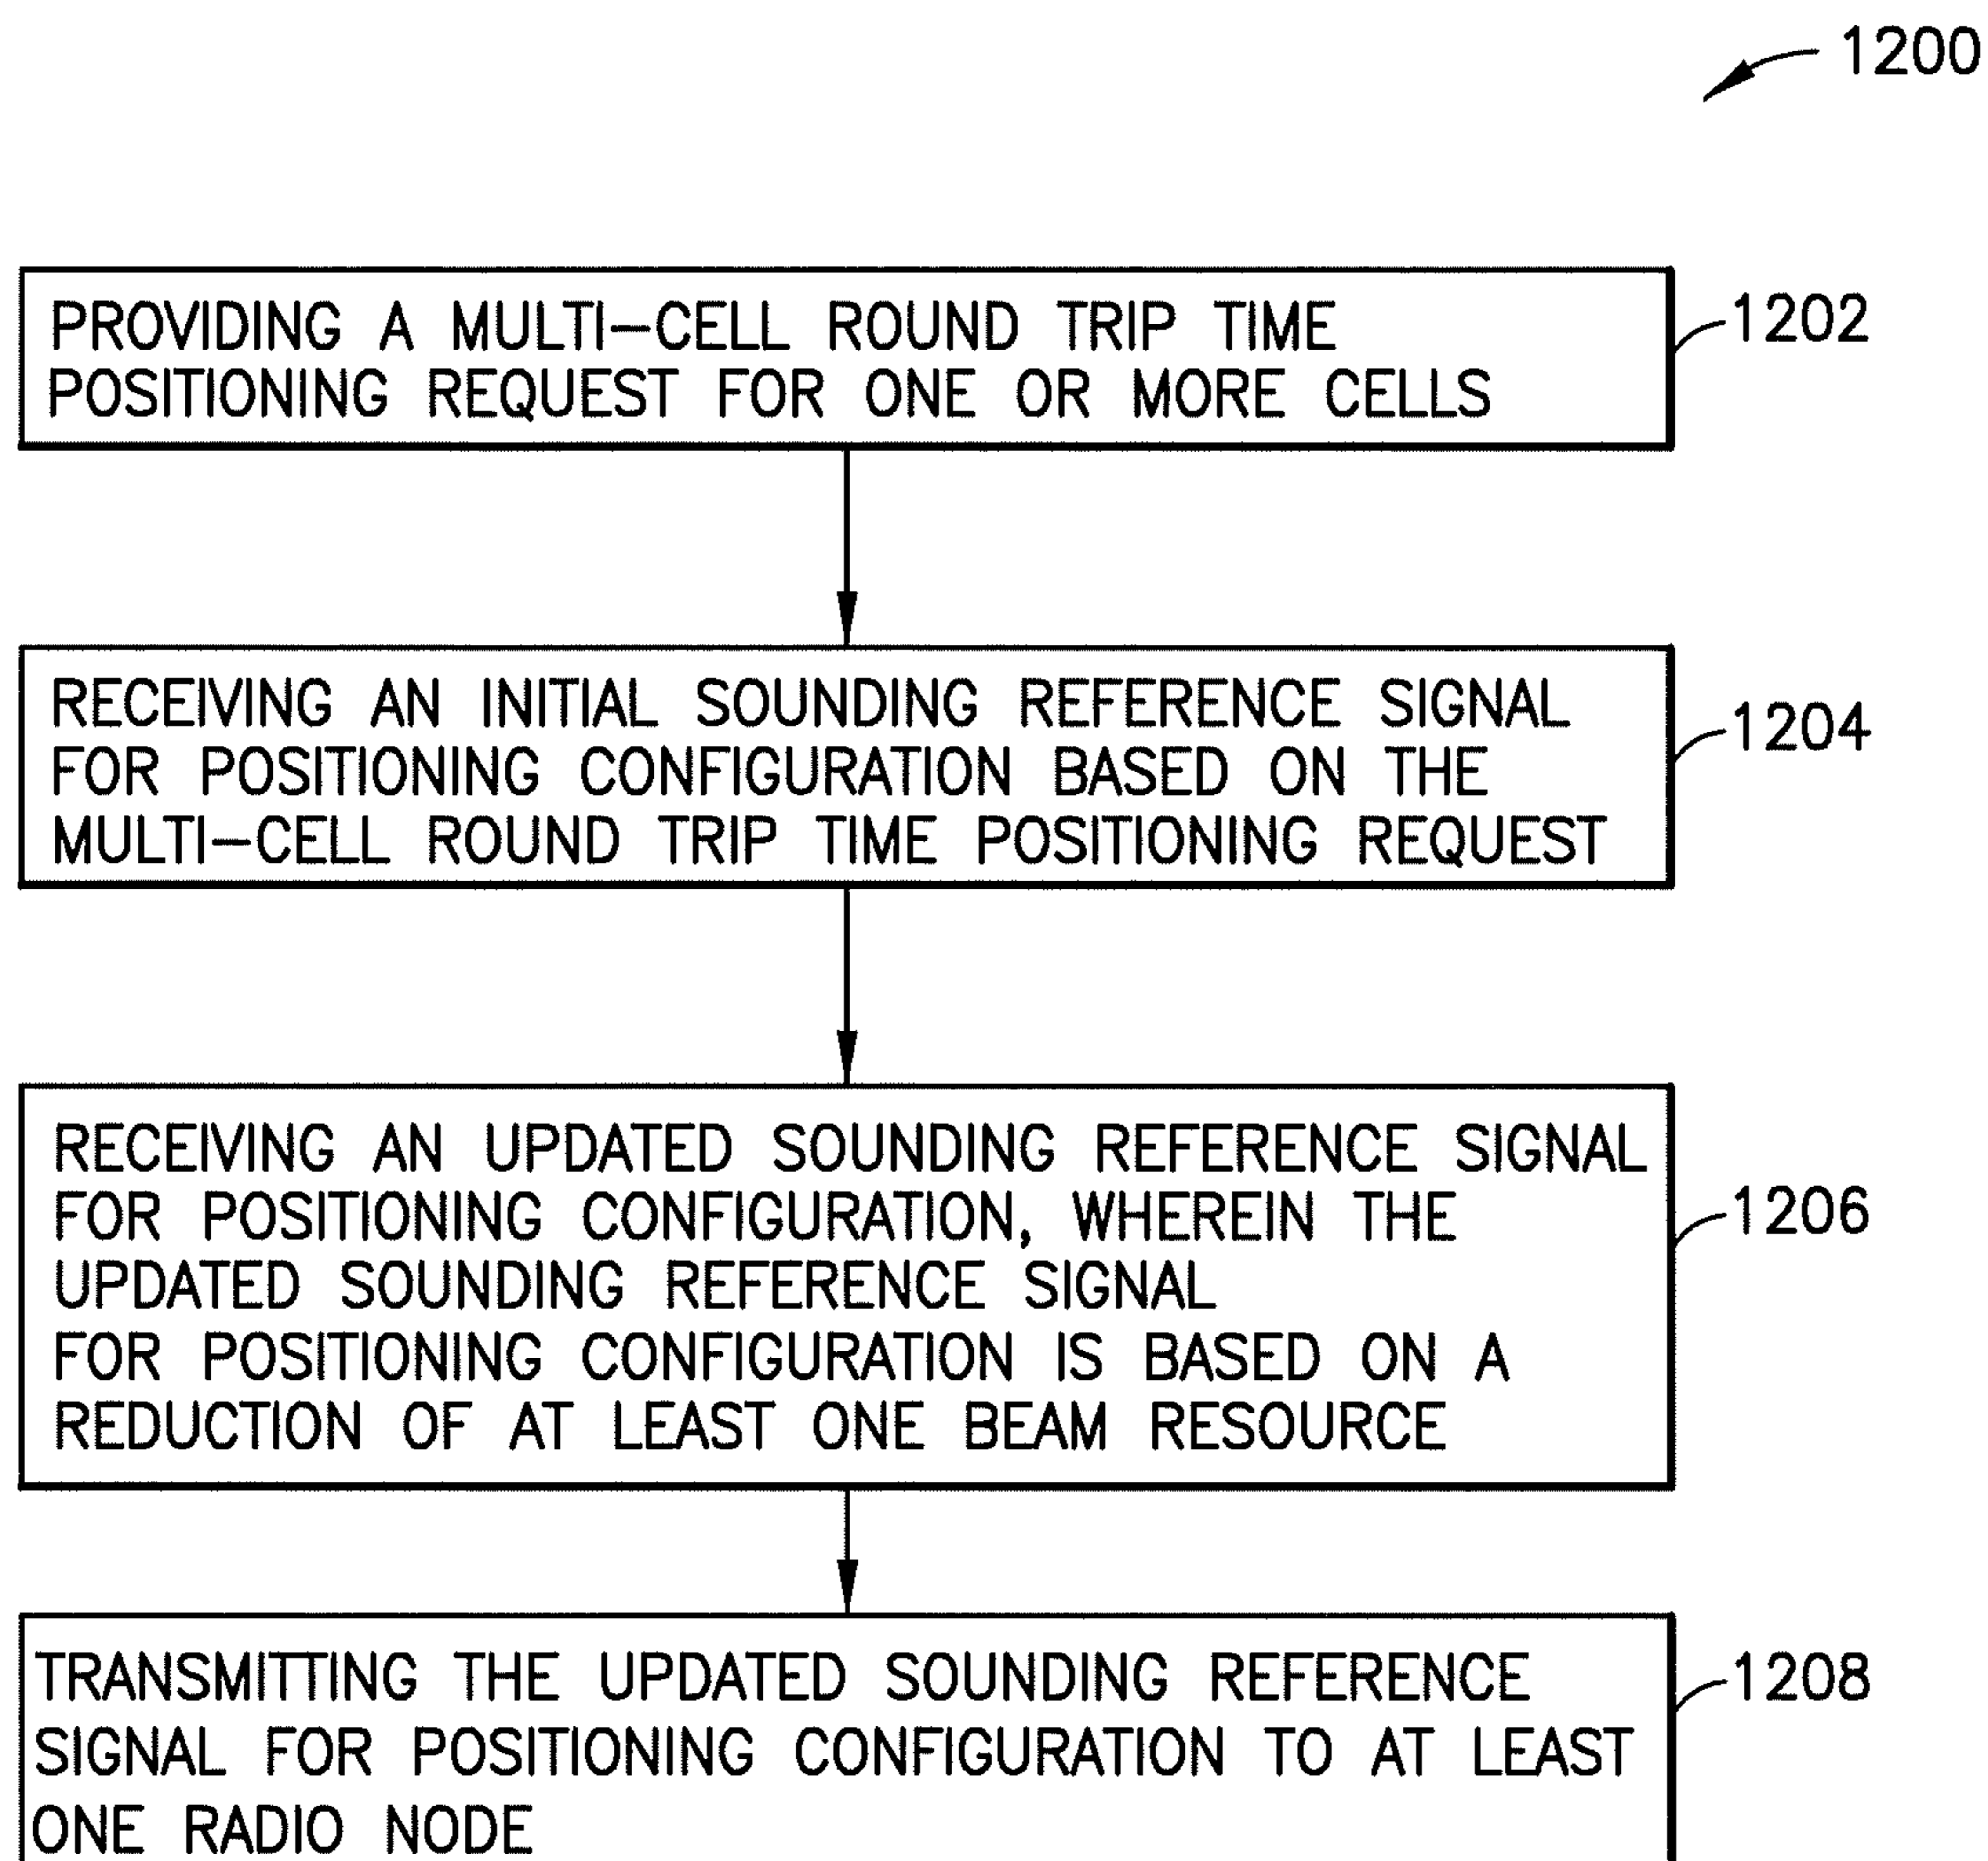 1200
PROVIDING A MULTI-CELL ROUND TRIP TIME
POSITIONING REQUEST FOR ONE OR MORE CELLS
1202
RECEIVING AN INITIAL SOUNDING REFERENCE SIGNAL
FOR POSITIONING CONFIGURATION BASED ON THE
MULTI-CELL ROUND TRIP TIME POSITIONING REQUEST
1204
RECEIVING AN UPDATED SOUNDING REFERENCE SIGNAL
FOR POSITIONING CONFIGURATION, WHEREIN THE
UPDATED SOUNDING REFERENCE SIGNAL
FOR POSITIONING CONFIGURATION IS BASED ON A
REDUCTION OF AT LEAST ONE BEAM RESOURCE
1206
TRANSMITTING THE UPDATED SOUNDING REFERENCE
SIGNAL FOR POSITIONING CONFIGURATION TO AT LEAST
ONE RADIO NODE
1208